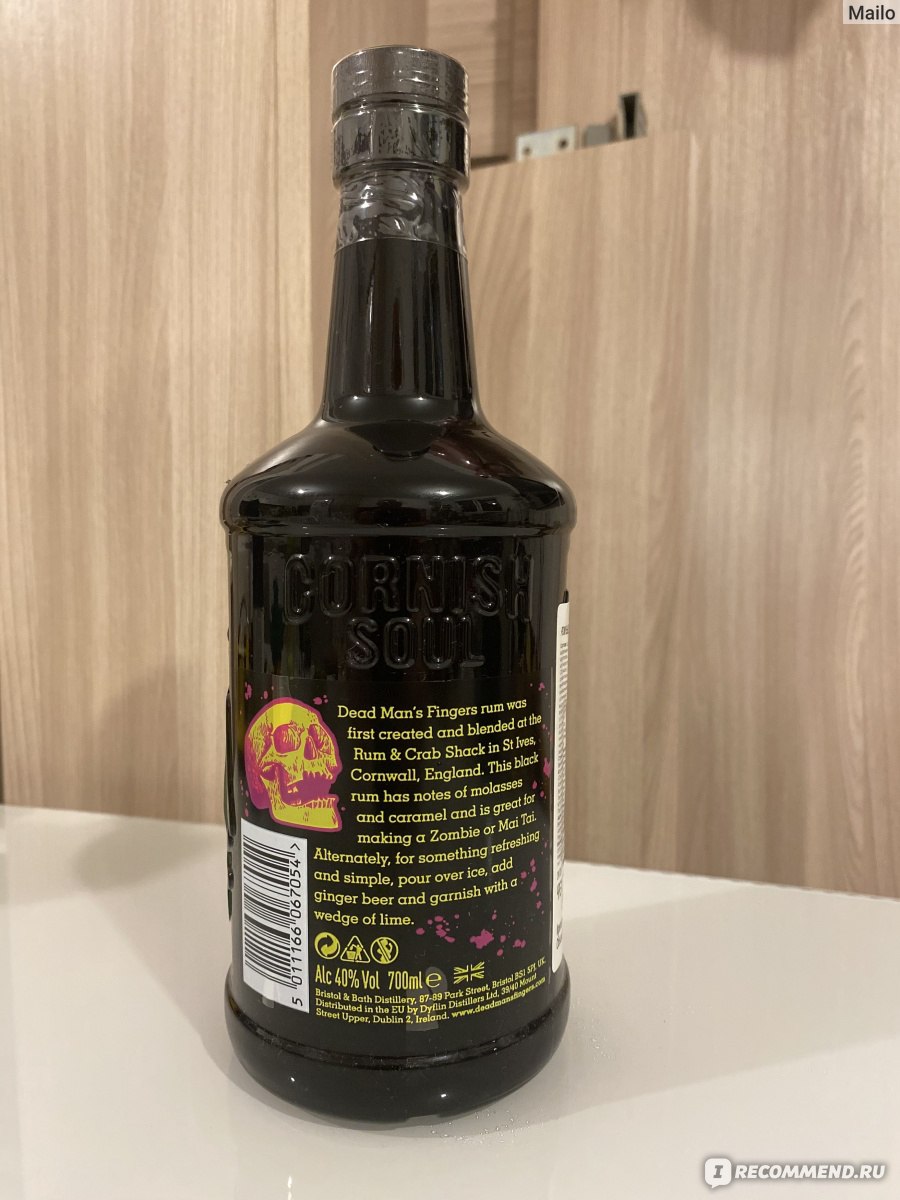 Mailo
CORNISH
SOUL
Dead Man's Fingers rum was
first created and blended at the
Rum & Crab Shack in St Ives,
Cornwall, England. This black
rum has notes of molasses
and caramel and is great for
making a Zombie or Mai Tai.
Alternately, for something refreshing
and simple, pour over ice, add
ginger beer and garnish with a
wedge of lime.
5 011166 067054 >
Alc 40% Vol 700ml e
Bristol & Bath Distillery, 87-89 Park Street, Bristol BS1 5PJ, UK.
Distributed in the EU by Dyflin Distillers Ltd, 39/40 Mount
Street Upper, Dublin 2, Ireland. www.deadmansfingers.com
I RECOMMEND.RU